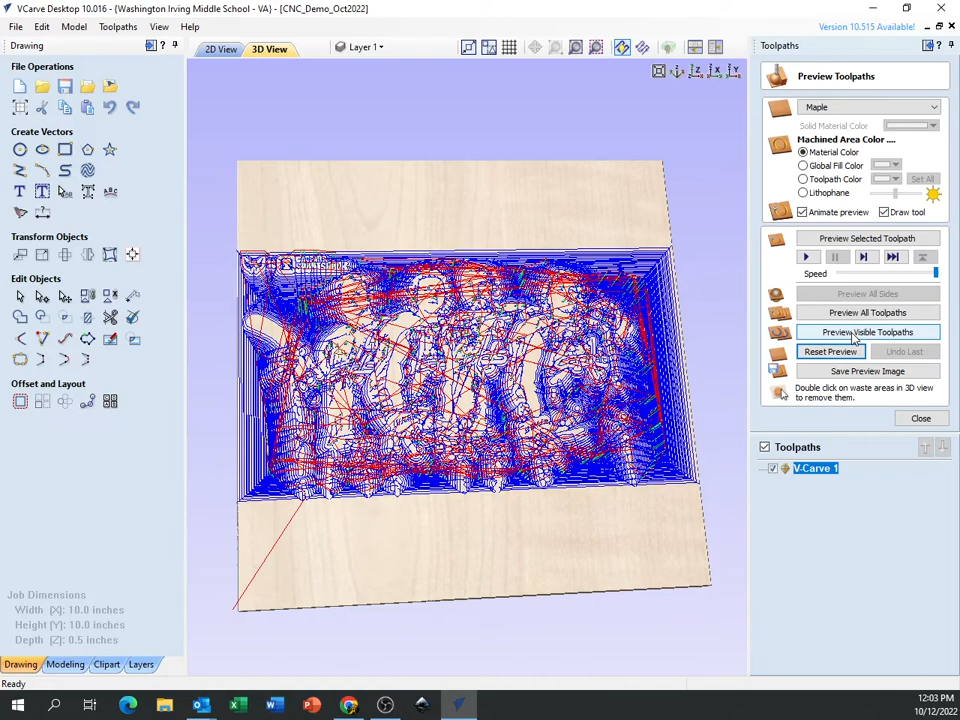 VCarve Desktop 10.016 - {Washington Irving Middle School - VA} - [CNC_Demo_Oct2022]
File Edit Model Toolpaths View Help
Version 10.515 Available!
Drawing
2D View 3D View Layer 1
Toolpaths
File Operations
Create Vectors
Transform Objects
Edit Objects
Offset and Layout
Job Dimensions
Width [X]: 10.0 inches
Height [Y]: 10.0 inches
Depth [Z]: 0.5 inches
Drawing Modeling Clipart Layers
Ready
Preview Toolpaths
Maple
Solid Material Color
Machined Area Color ....
Material Color
Global Fill Color
Toolpath Color Set All
Lithophane
Animate preview Draw tool
Preview Selected Toolpath
Speed
Preview All Sides
Preview All Toolpaths
Preview Visible Toolpaths
Reset Preview Undo Last
Save Preview Image
Double click on waste areas in 3D view
to remove them.
Close
Toolpaths
V-Carve 1
12:03 PM
10/12/2022